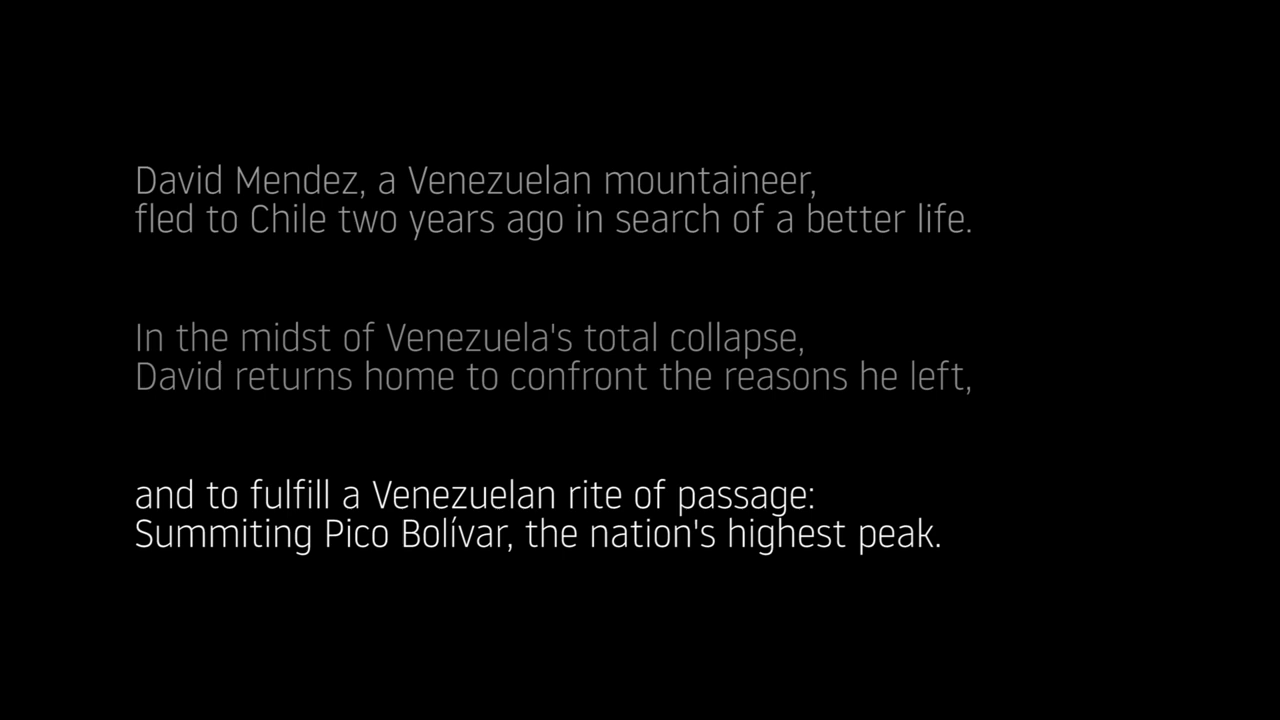 David Mendez, a Venezuelan mountaineer,
fled to Chile two years ago in search of a better life.
In the midst of Venezuela's total collapse,
David returns home to confront the reasons he left,
and to fulfill a Venezuelan rite of passage:
Summiting Pico Bolívar, the nation's highest peak.